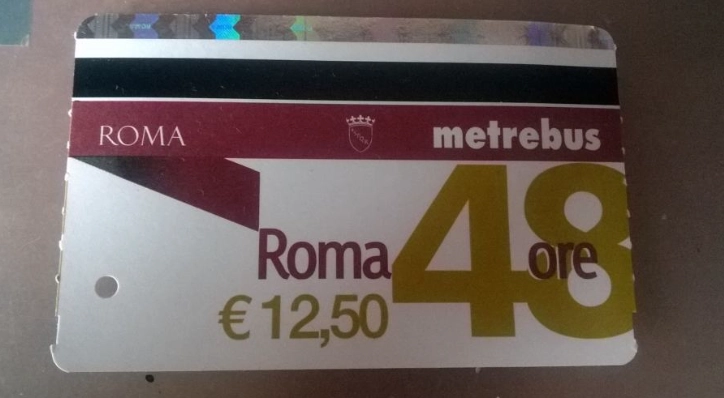 ROMA metrebus
48
Roma ore
€ 12,50